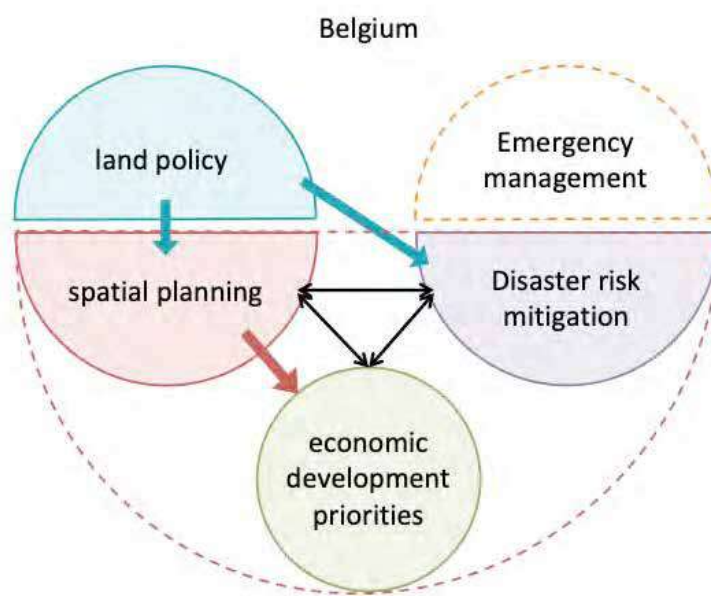 Belgium
land policy
Emergency
management
spatial planning
Disaster risk
mitigation
economic
development
priorities